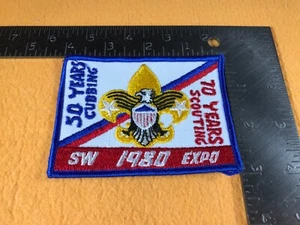 50 YEARS
CUBBING
70 YEARS
SCOUTING
SW 1980 EXPO